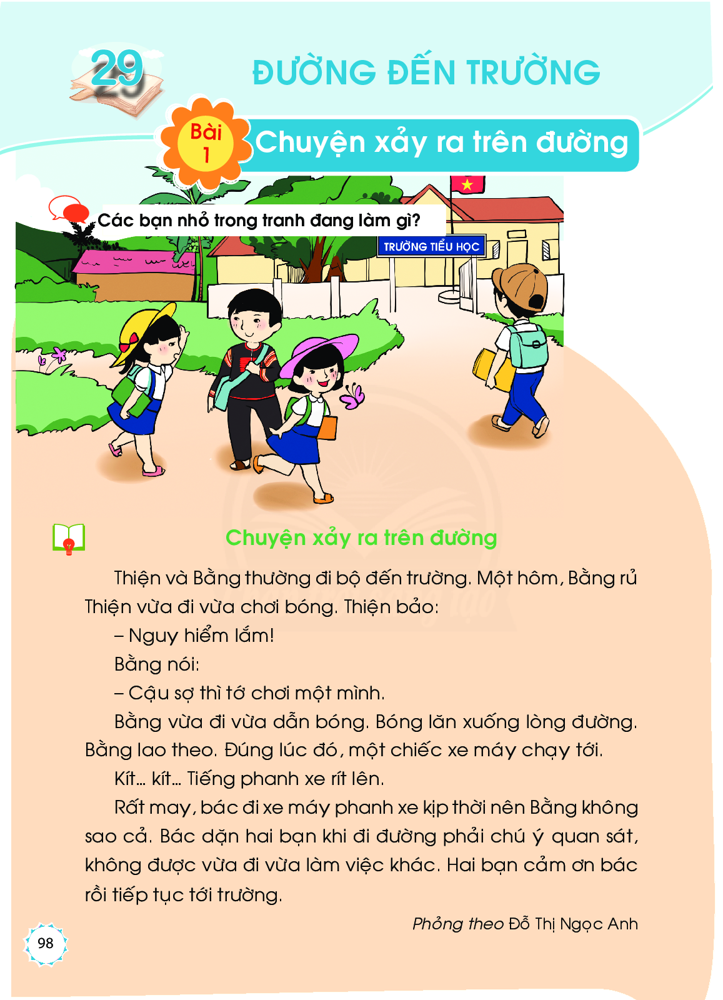 29
ĐƯỜNG ĐẾN TRƯỜNG
Bài
1
Chuyện xảy ra trên đường
Các bạn nhỏ trong tranh đang làm gì?
TRƯỜNG TIỂU HỌC
Chuyện xảy ra trên đường
Thiện và Bằng thường đi bộ đến trường. Một hôm, Bằng rủ
Thiện vừa đi vừa chơi bóng. Thiện bảo:
– Nguy hiểm lắm!
Bằng nói:
– Cậu sợ thì tớ chơi một mình.
Bằng vừa đi vừa dẫn bóng. Bóng lăn xuống lòng đường.
Bằng lao theo. Đúng lúc đó, một chiếc xe máy chạy tới.
Kít... kít... Tiếng phanh xe rít lên.
Rất may, bác đi xe máy phanh xe kịp thời nên Bằng không
sao cả. Bác dặn hai bạn khi đi đường phải chú ý quan sát,
không được vừa đi vừa làm việc khác. Hai bạn cảm ơn bác
rồi tiếp tục tới trường.
Phỏng theo Đỗ Thị Ngọc Anh
98